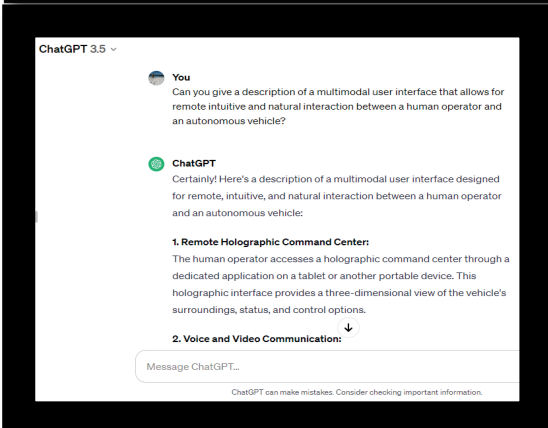 ChatGPT 3.5
You
Can you give a description of a multimodal user interface that allows for
remote intuitive and natural interaction between a human operator and
an autonomous vehicle?
ChatGPT
Certainly! Here's a description of a multimodal user interface designed
for remote, intuitive, and natural interaction between a human operator
and an autonomous vehicle:
1. Remote Holographic Command Center:
The human operator accesses a holographic command center through a
dedicated application on a tablet or another portable device. This
holographic interface provides a three-dimensional view of the vehicle's
surroundings, status, and control options.
2. Voice and Video Communication:
Message ChatGPT...
ChatGPT can make mistakes. Consider checking important information.